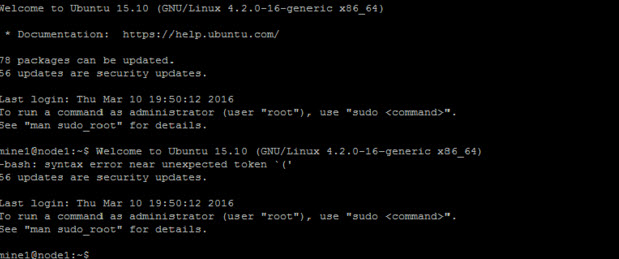 Welcome to Ubuntu 15.10 (GNU/Linux 4.2.0-16-generic x86_64)
* Documentation:  https://help.ubuntu.com/
78 packages can be updated.
56 updates are security updates.
Last login: Thu Mar 10 19:50:12 2016
To run a command as administrator (user "root"), use "sudo <command>".
See "man sudo_root" for details.
mine1@node1:~$ Welcome to Ubuntu 15.10 (GNU/Linux 4.2.0-16-generic x86_64)
-bash: syntax error near unexpected token `('
56 updates are security updates.
Last login: Thu Mar 10 19:50:12 2016
To run a command as administrator (user "root"), use "sudo <command>".
See "man sudo_root" for details.
mine1@node1:~$